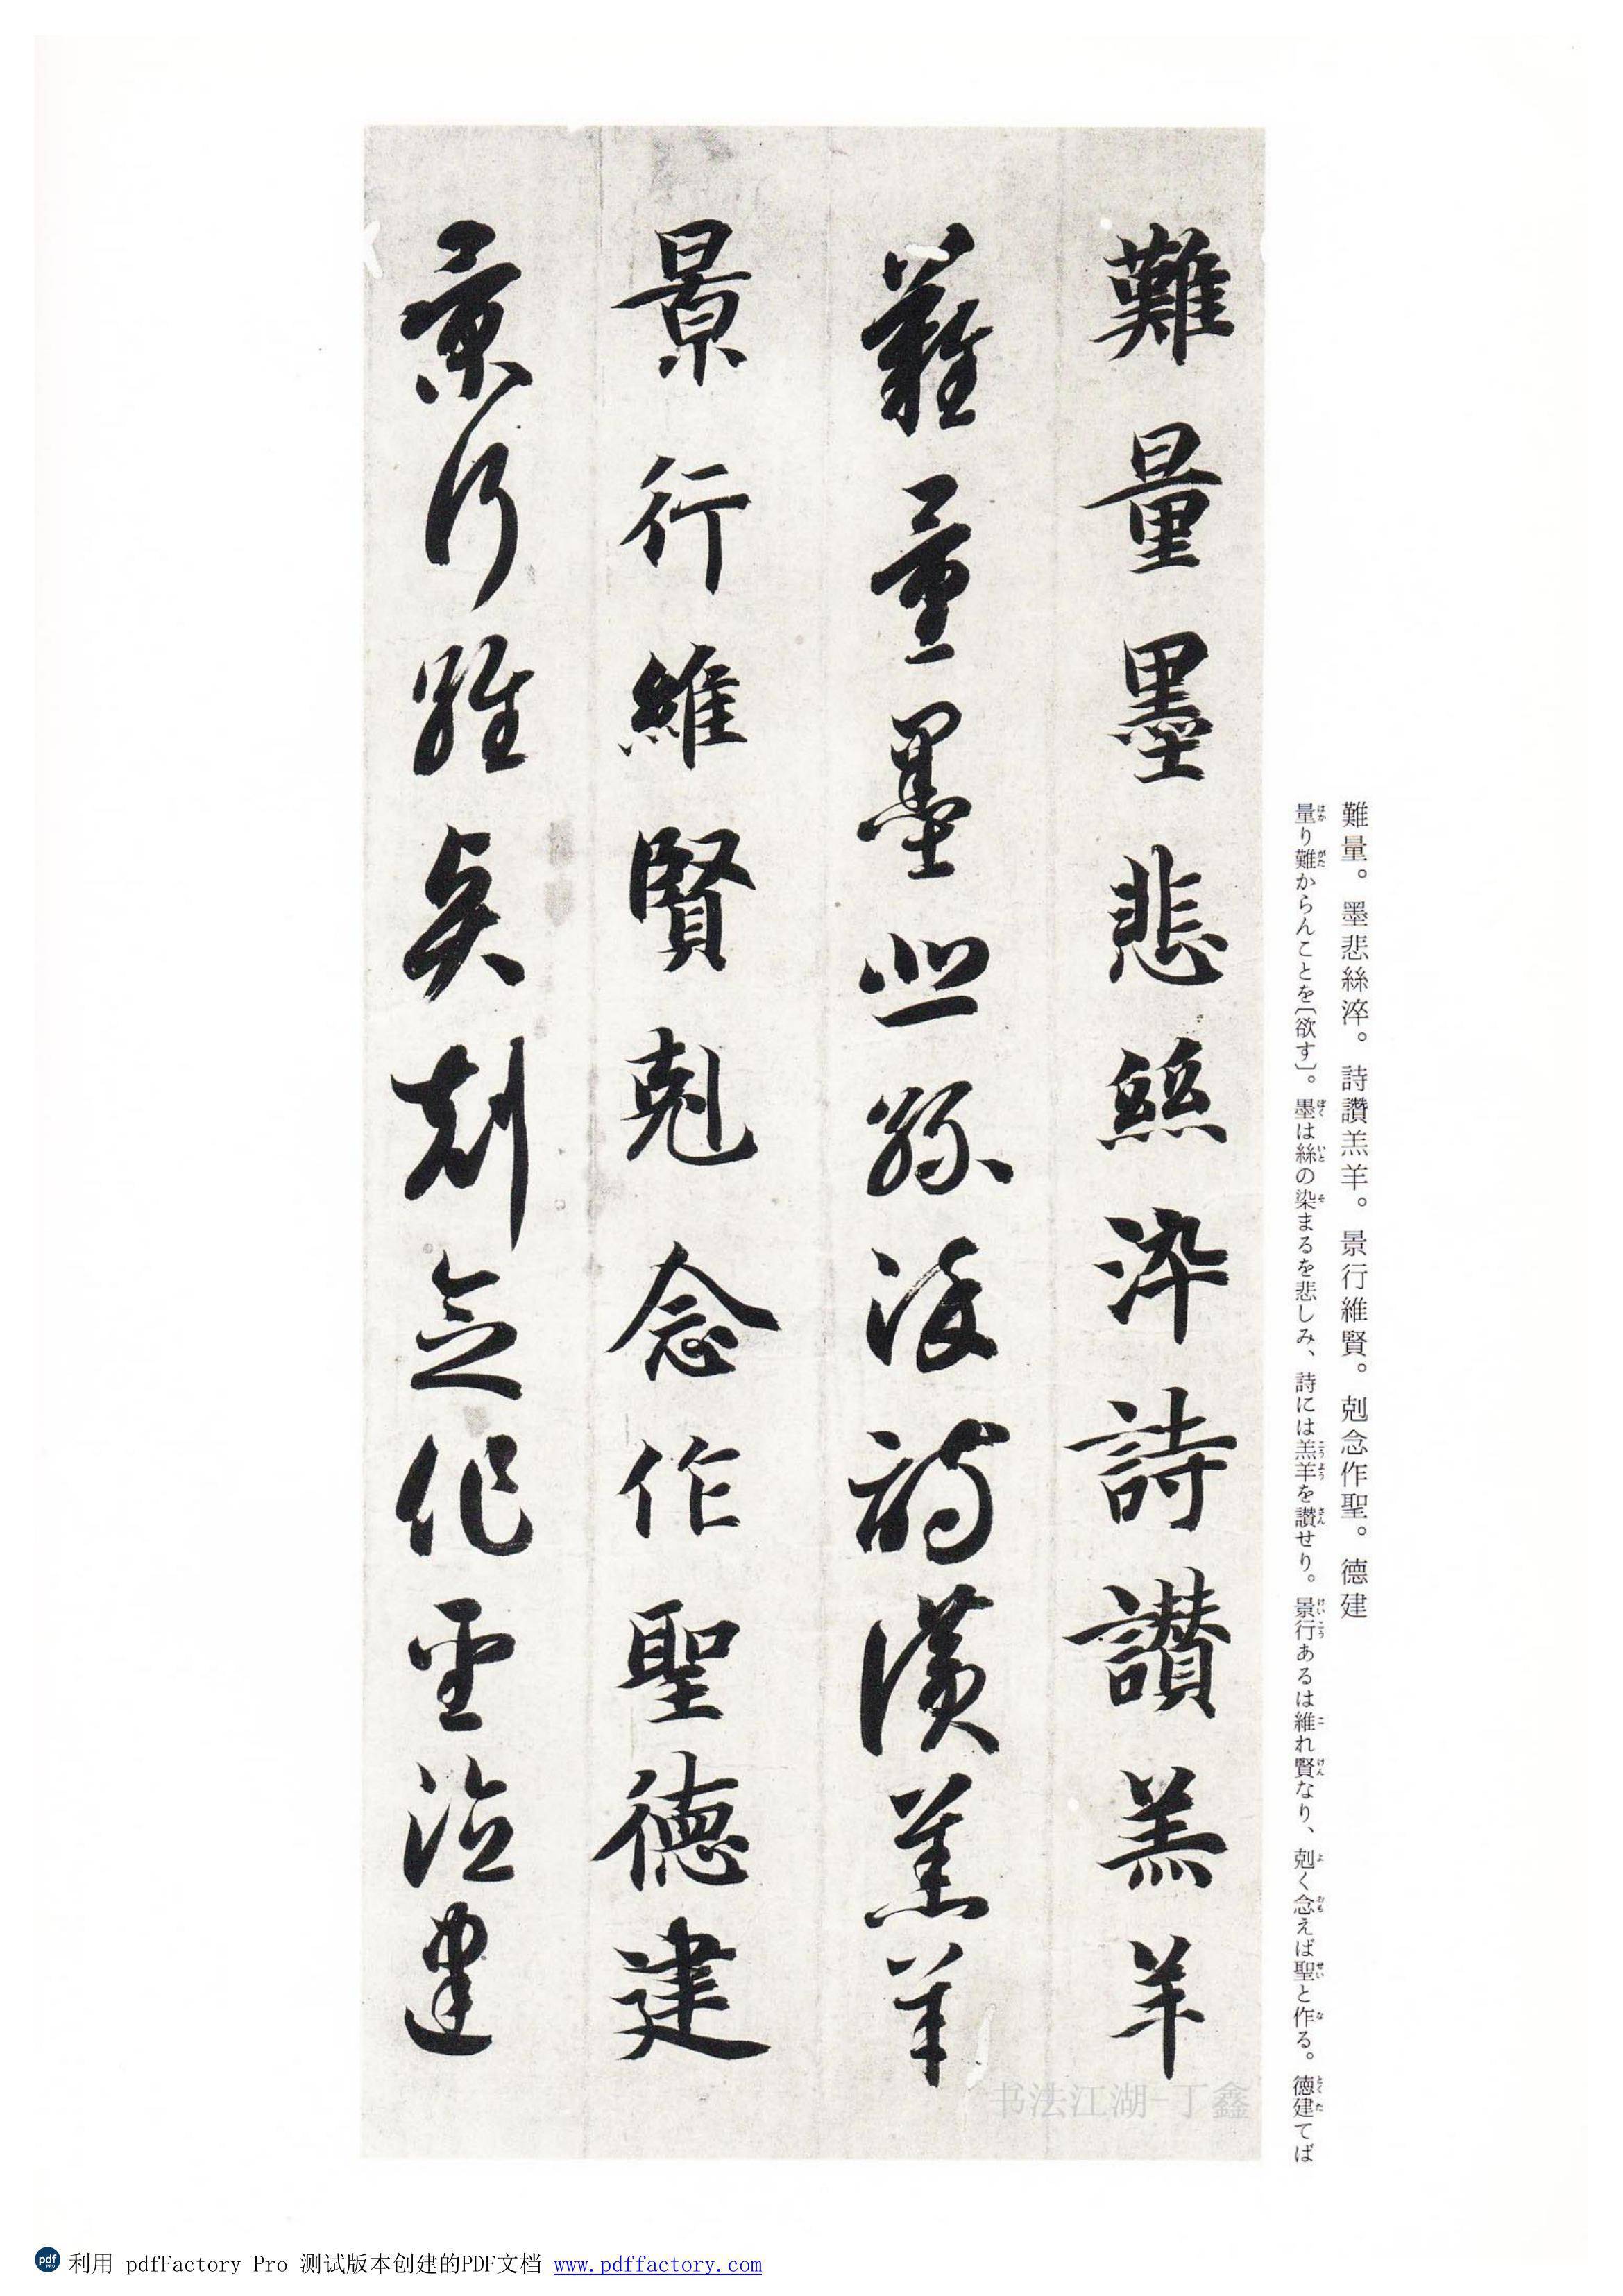 難量。墨悲絲淬。詩讃羔羊。景行維賢。剋念作聖。德建
量り難からんことを〔欲す〕。墨は絲の染まるを悲しみ、詩には羔羊を讃せり。景行あるは維れ賢なり、剋く念えば聖と作る。德建てば
難量墨悲絲淬詩讃羔羊
難量墨悲絲淬詩讃羔羊
景行維賢剋念作聖德建
景行維賢剋念作聖德建
书法江湖-丁鑫
利用 pdfFactory Pro 测试版本创建的PDF文档 www.pdffactory.com